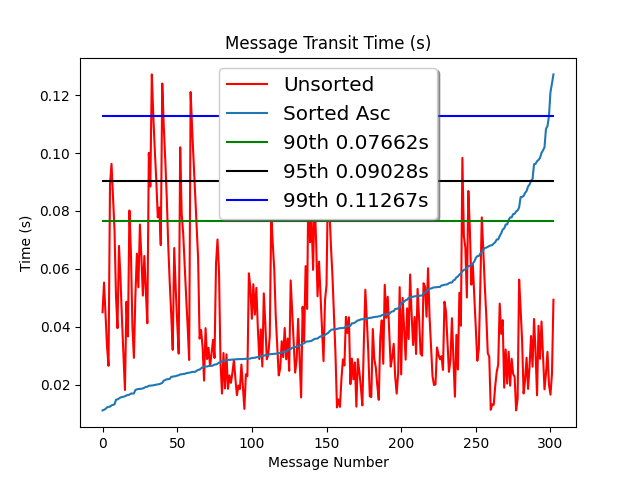 Message Transit Time (s)
Unsorted
Sorted Asc
90th 0.07662s
95th 0.09028s
99th 0.11267s
0.12
0.10
0.08
0.06
0.04
0.02
Time (s)
0 50 100 150 200 250 300
Message Number